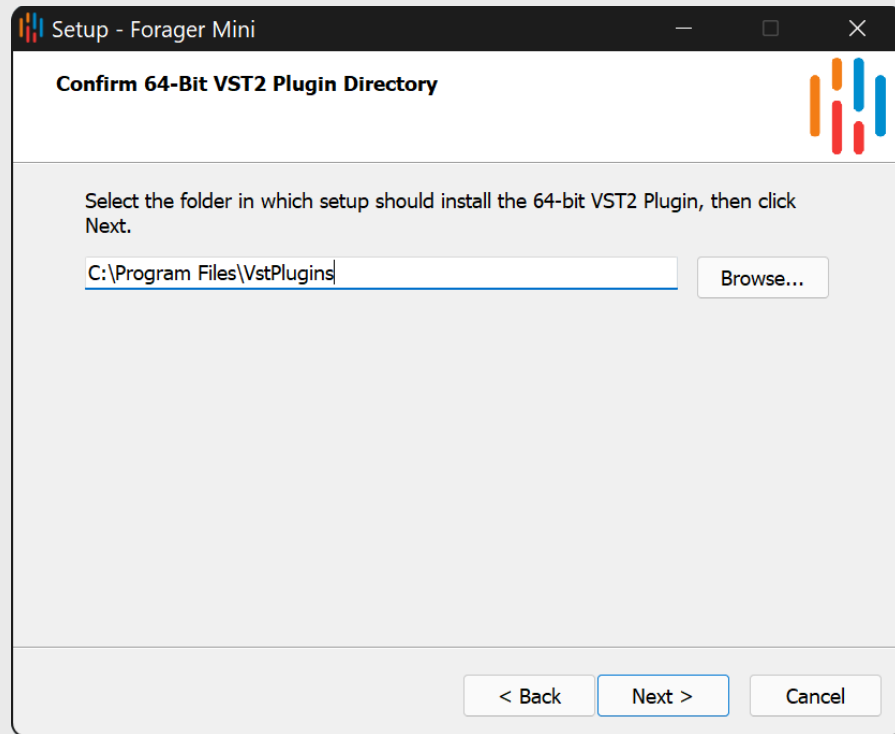 Setup - Forager Mini
Confirm 64-Bit VST2 Plugin Directory
Select the folder in which setup should install the 64-bit VST2 Plugin, then click
Next.
C:\Program Files\VstPlugins
Browse...
< Back
Next >
Cancel